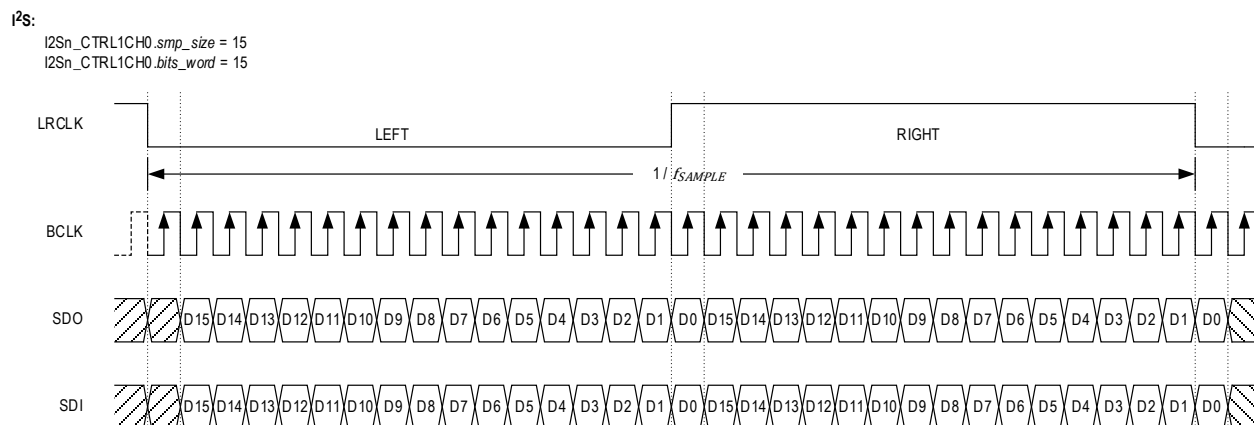 I²S:
I2Sn_CTRL1CH0.smp_size = 15
I2Sn_CTRL1CH0.bits_word = 15
LRCLK LEFT RIGHT
1 / fSAMPLE
BCLK
SDO D15 D14 D13 D12 D11 D10 D9 D8 D7 D6 D5 D4 D3 D2 D1 D0 D15 D14 D13 D12 D11 D10 D9 D8 D7 D6 D5 D4 D3 D2 D1 D0
SDI D15 D14 D13 D12 D11 D10 D9 D8 D7 D6 D5 D4 D3 D2 D1 D0 D15 D14 D13 D12 D11 D10 D9 D8 D7 D6 D5 D4 D3 D2 D1 D0